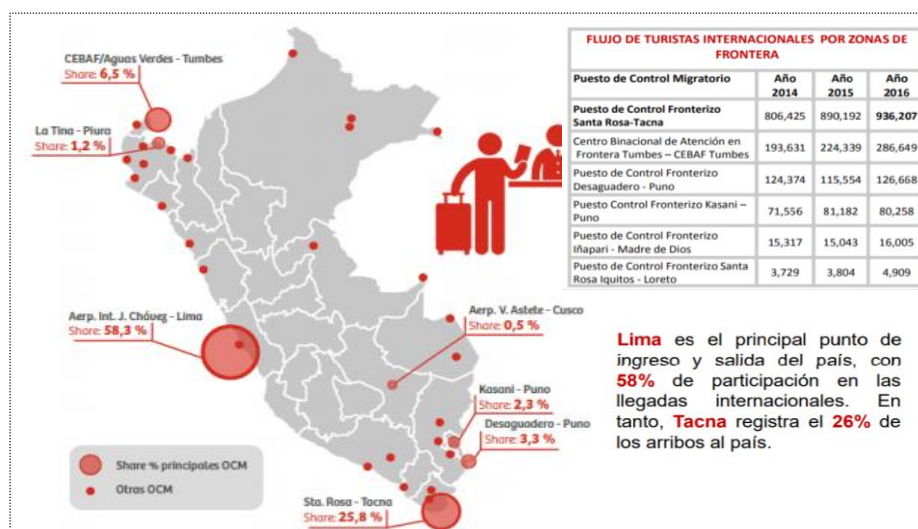 CEBAF/Aguas Verdes - Tumbes
Share: 6,5 %
La Tina - Piura
Share: 1,2 %
Aerp. Int. J. Chávez - Lima
Share: 58,3 %
Aerp. V. Astete - Cusco
Share: 0,5 %
Kasani - Puno
Share: 2,3 %
Desaguadero - Puno
Share: 3,3 %
Sta. Rosa - Tacna
Share: 25,8 %
Share % principales OCM
Otras OCM
FLUJO DE TURISTAS INTERNACIONALES POR ZONAS DE
FRONTERA
Puesto de Control Migratorio Año 2014 Año 2015 Año 2016
Puesto de Control Fronterizo
Santa Rosa-Tacna 806,425 890,192 936,207
Centro Binacional de Atención en
Frontera Tumbes – CEBAF Tumbes 193,631 224,339 286,649
Puesto de Control Fronterizo
Desaguadero - Puno 124,374 115,554 126,668
Puesto Control Fronterizo Kasani –
Puno 71,556 81,182 80,258
Puesto de Control Fronterizo
Iñapari - Madre de Dios 15,317 15,043 16,005
Puesto de Control Fronterizo Santa
Rosa Iquitos - Loreto 3,729 3,804 4,909
Lima es el principal punto de
ingreso y salida del país, con
58% de participación en las
llegadas internacionales. En
tanto, Tacna registra el 26% de
los arribos al país.